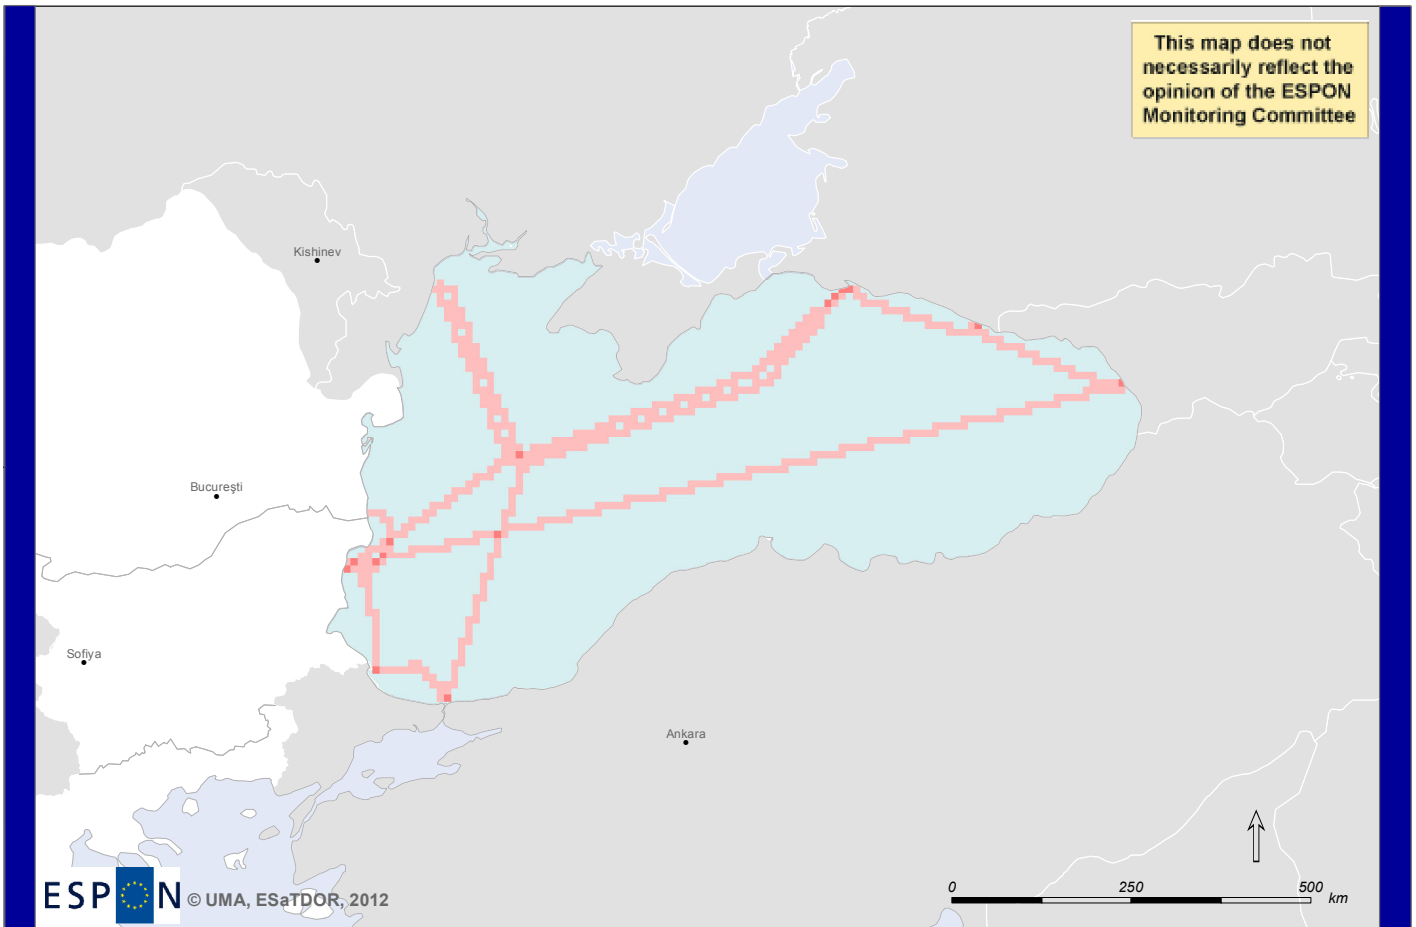 This map does not
necessarily reflect the
opinion of the ESPON
Monitoring Committee
Kishinev
Bucureşti
Sofiya
Ankara
ESPON © UMA, ESaTDOR, 2012
0 250 500 km